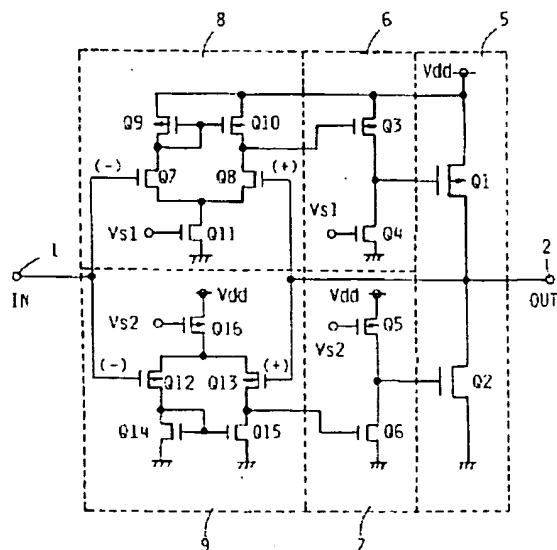 8
6
5
Vdd
Q9
Q10
Q3
(-)
(+)
Q7
Q8
Q1
Vs1
Vs1
Q11
Q4
1
2
IN
OUT
Vdd
Vdd
Vs2
Q16
Q5
Vs2
(-)
(+)
Q12
Q13
Q2
Q14
Q15
Q6
9
7